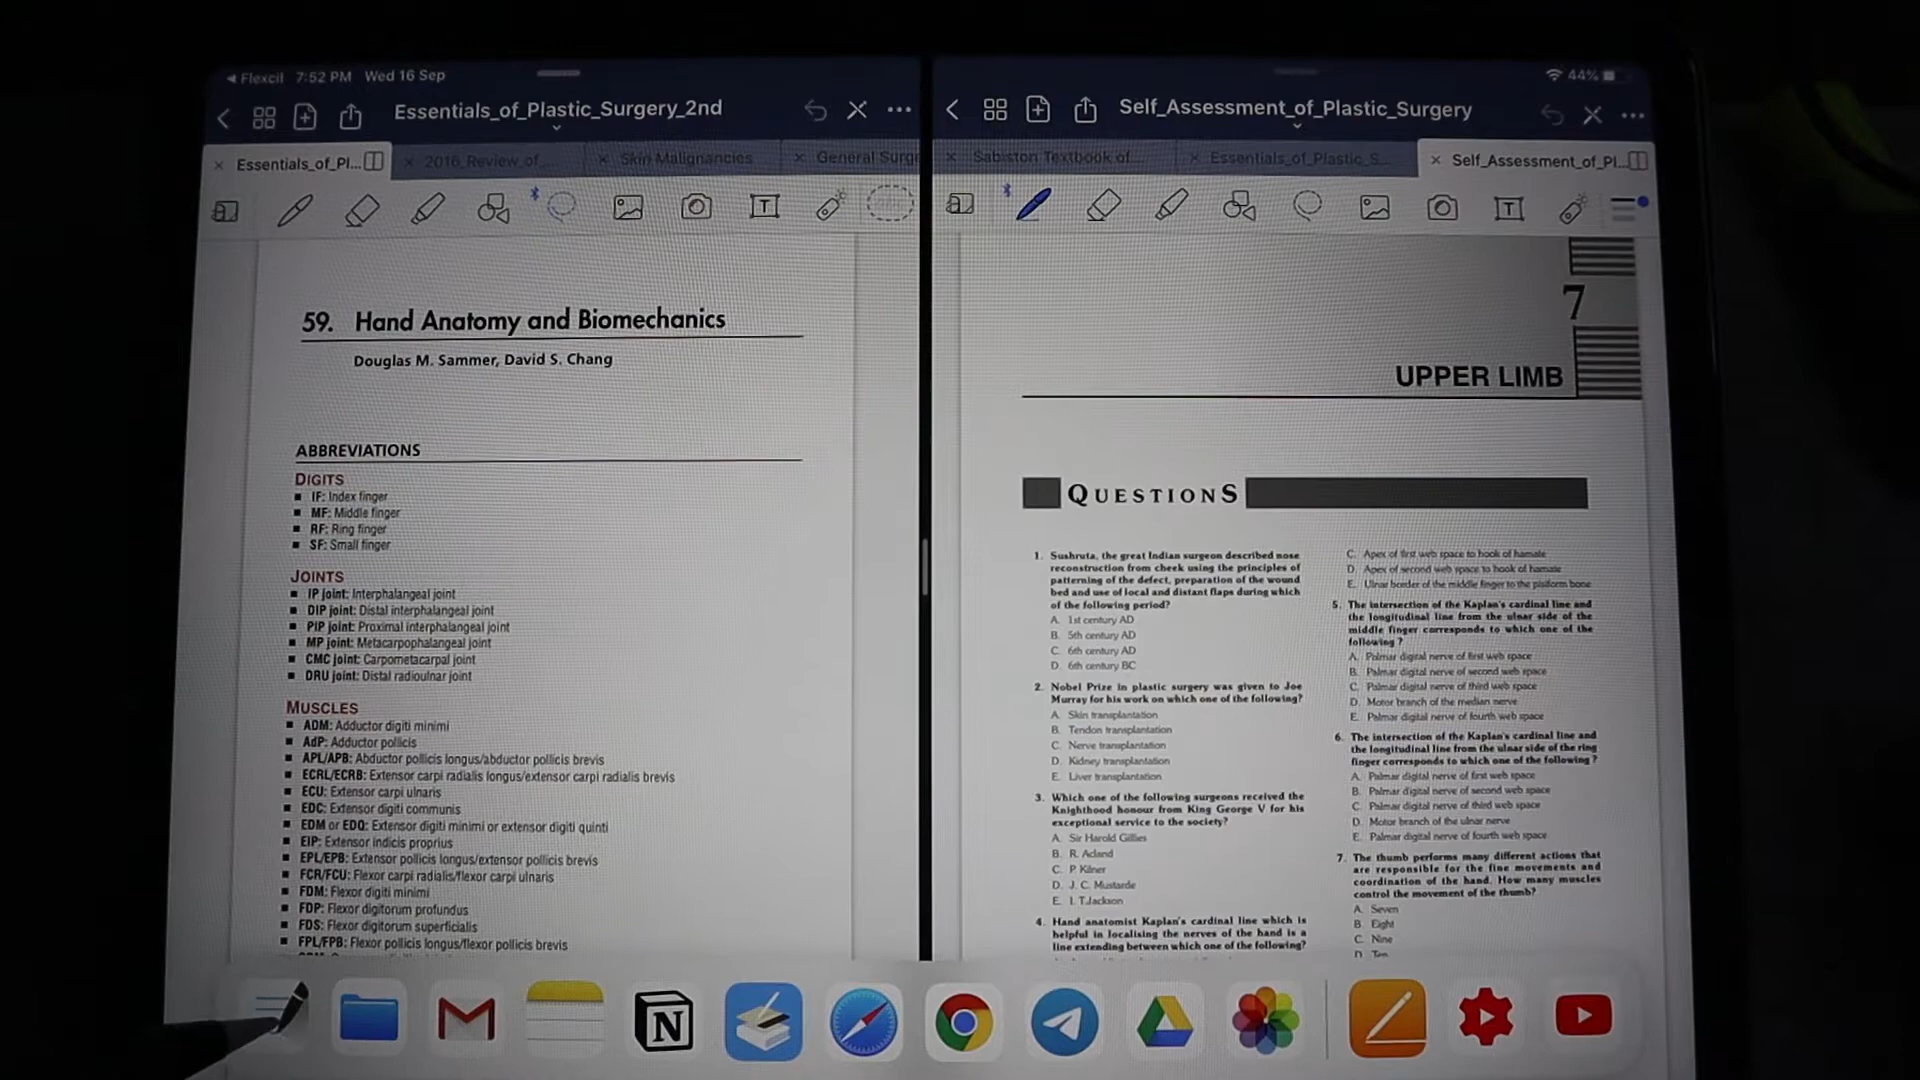 Flexcil 7:52 PM Wed 16 Sep
44%
Essentials_of_Plastic_Surgery_2nd
Essentials_of_Pl...
2016_Review_of_...
Skin Malignancies
General Surg
59. Hand Anatomy and Biomechanics
Douglas M. Sammer, David S. Chang
ABBREVIATIONS
DIGITS
■ IF: Index finger
■ MF: Middle finger
■ RF: Ring finger
■ SF: Small finger
JOINTS
■ IP joint: Interphalangeal joint
■ DIP joint: Distal interphalangeal joint
■ PIP joint: Proximal interphalangeal joint
■ MP joint: Metacarpophalangeal joint
■ CMC joint: Carpometacarpal joint
■ DRU joint: Distal radioulnar joint
MUSCLES
■ ADM: Adductor digiti minimi
■ AdP: Adductor pollicis
■ APL/APB: Abductor pollicis longus/abductor pollicis brevis
■ ECRL/ECRB: Extensor carpi radialis longus/extensor carpi radialis brevis
■ ECU: Extensor carpi ulnaris
■ EDC: Extensor digiti communis
■ EDM or EDQ: Extensor digiti minimi or extensor digiti quinti
■ EIP: Extensor indicis proprius
■ EPL/EPB: Extensor pollicis longus/extensor pollicis brevis
■ FCR/FCU: Flexor carpi radialis/flexor carpi ulnaris
■ FDM: Flexor digiti minimi
■ FDP: Flexor digitorum profundus
■ FDS: Flexor digitorum superficialis
■ FPL/FPB: Flexor pollicis longus/flexor pollicis brevis
Self_Assessment_of_Plastic_Surgery
Sabiston Textbook of...
Essentials_of_Plastic_S...
Self_Assessment_of_Pl...
7
UPPER LIMB
QUESTIONS
1. Sushruta, the great Indian surgeon described nose
reconstruction from cheek using the principles of
patterning of the defect, preparation of the wound
bed and use of local and distant flaps during which
of the following period?
A. 1st century AD
B. 5th century AD
C. 6th century AD
D. 6th century BC
2. Nobel Prize in plastic surgery was given to Joe
Murray for his work on which one of the following?
A. Skin transplantation
B. Tendon transplantation
C. Nerve transplantation
D. Kidney transplantation
E. Liver transplantation
3. Which one of the following surgeons received the
Knighthood honour from King George V for his
exceptional service to the society?
A. Sir Harold Gillies
B. R. Acland
C. P. Kilner
D. J. C. Mustarde
E. I. T.Jackson
4. Hand anatomist Kaplan's cardinal line which is
helpful in localising the nerves of the hand is a
line extending between which one of the following?
C. Apex of first web space to hook of hamate
D. Apex of second web space to hook of hamate
E. Ulnar border of the middle finger to the pisiform bone
5. The intersection of the Kaplan's cardinal line and
the longitudinal line from the ulnar side of the
middle finger corresponds to which one of the
following ?
A. Palmar digital nerve of first web space
B. Palmar digital nerve of second web space
C. Palmar digital nerve of third web space
D. Motor branch of the median nerve
E. Palmar digital nerve of fourth web space
6. The intersection of the Kaplan's cardinal line and
the longitudinal line from the ulnar side of the ring
finger corresponds to which one of the following ?
A. Palmar digital nerve of first web space
B. Palmar digital nerve of second web space
C. Palmar digital nerve of third web space
D. Motor branch of the ulnar nerve
E. Palmar digital nerve of fourth web space
7. The thumb performs many different actions that
are responsible for the fine movements and
coordination of the hand. How many muscles
control the movement of the thumb?
A. Seven
B. Eight
C. Nine
D. Ten